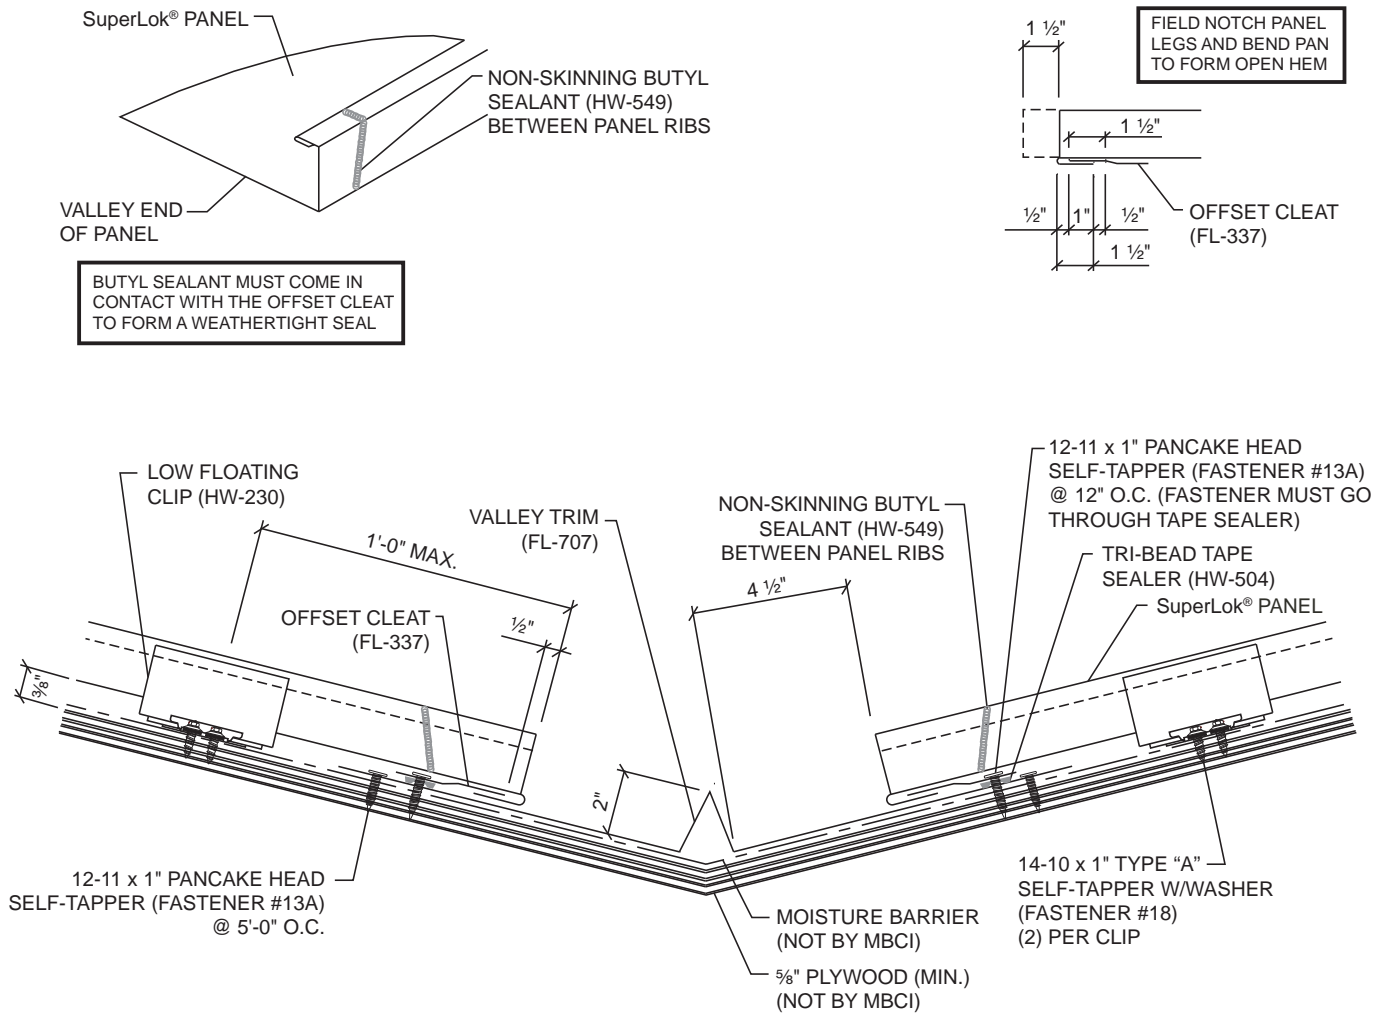 SuperLok® PANEL
NON-SKINNING BUTYL
SEALANT (HW-549)
BETWEEN PANEL RIBS
VALLEY END
OF PANEL
BUTYL SEALANT MUST COME IN
CONTACT WITH THE OFFSET CLEAT
TO FORM A WEATHERTIGHT SEAL
1 ½"
FIELD NOTCH PANEL
LEGS AND BEND PAN
TO FORM OPEN HEM
1 ½"
½"
1"
½"
1 ½"
OFFSET CLEAT
(FL-337)
LOW FLOATING
CLIP (HW-230)
1'-0" MAX.
VALLEY TRIM
(FL-707)
OFFSET CLEAT
(FL-337)
½"
⅜"
2"
NON-SKINNING BUTYL
SEALANT (HW-549)
BETWEEN PANEL RIBS
4 ½"
12-11 x 1" PANCAKE HEAD
SELF-TAPPER (FASTENER #13A)
@ 12" O.C. (FASTENER MUST GO
THROUGH TAPE SEALER)
TRI-BEAD TAPE
SEALER (HW-504)
SuperLok® PANEL
12-11 x 1" PANCAKE HEAD
SELF-TAPPER (FASTENER #13A)
@ 5'-0" O.C.
MOISTURE BARRIER
(NOT BY MBCI)
⅝" PLYWOOD (MIN.)
(NOT BY MBCI)
14-10 x 1" TYPE “A”
SELF-TAPPER W/WASHER
(FASTENER #18)
(2) PER CLIP